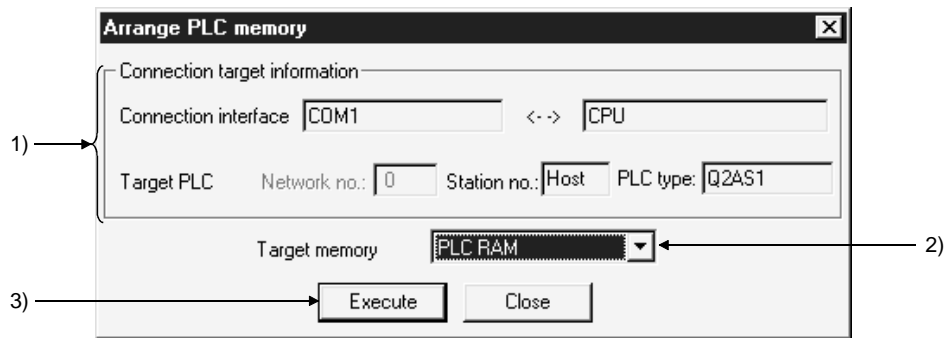 Arrange PLC memory
Connection target information
1)
Connection interface COM1 <--> CPU
Target PLC Network no.: 0 Station no.: Host PLC type: Q2AS1
Target memory PLC RAM 2)
3) Execute Close